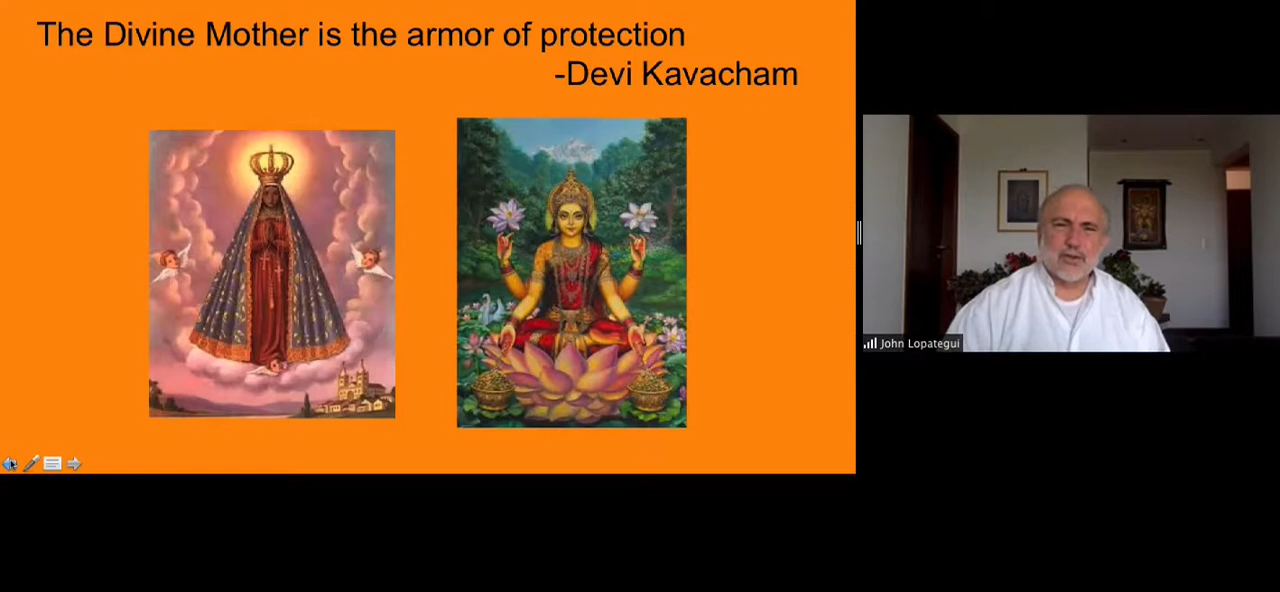 The Divine Mother is the armor of protection
-Devi Kavacham
John Lopategui